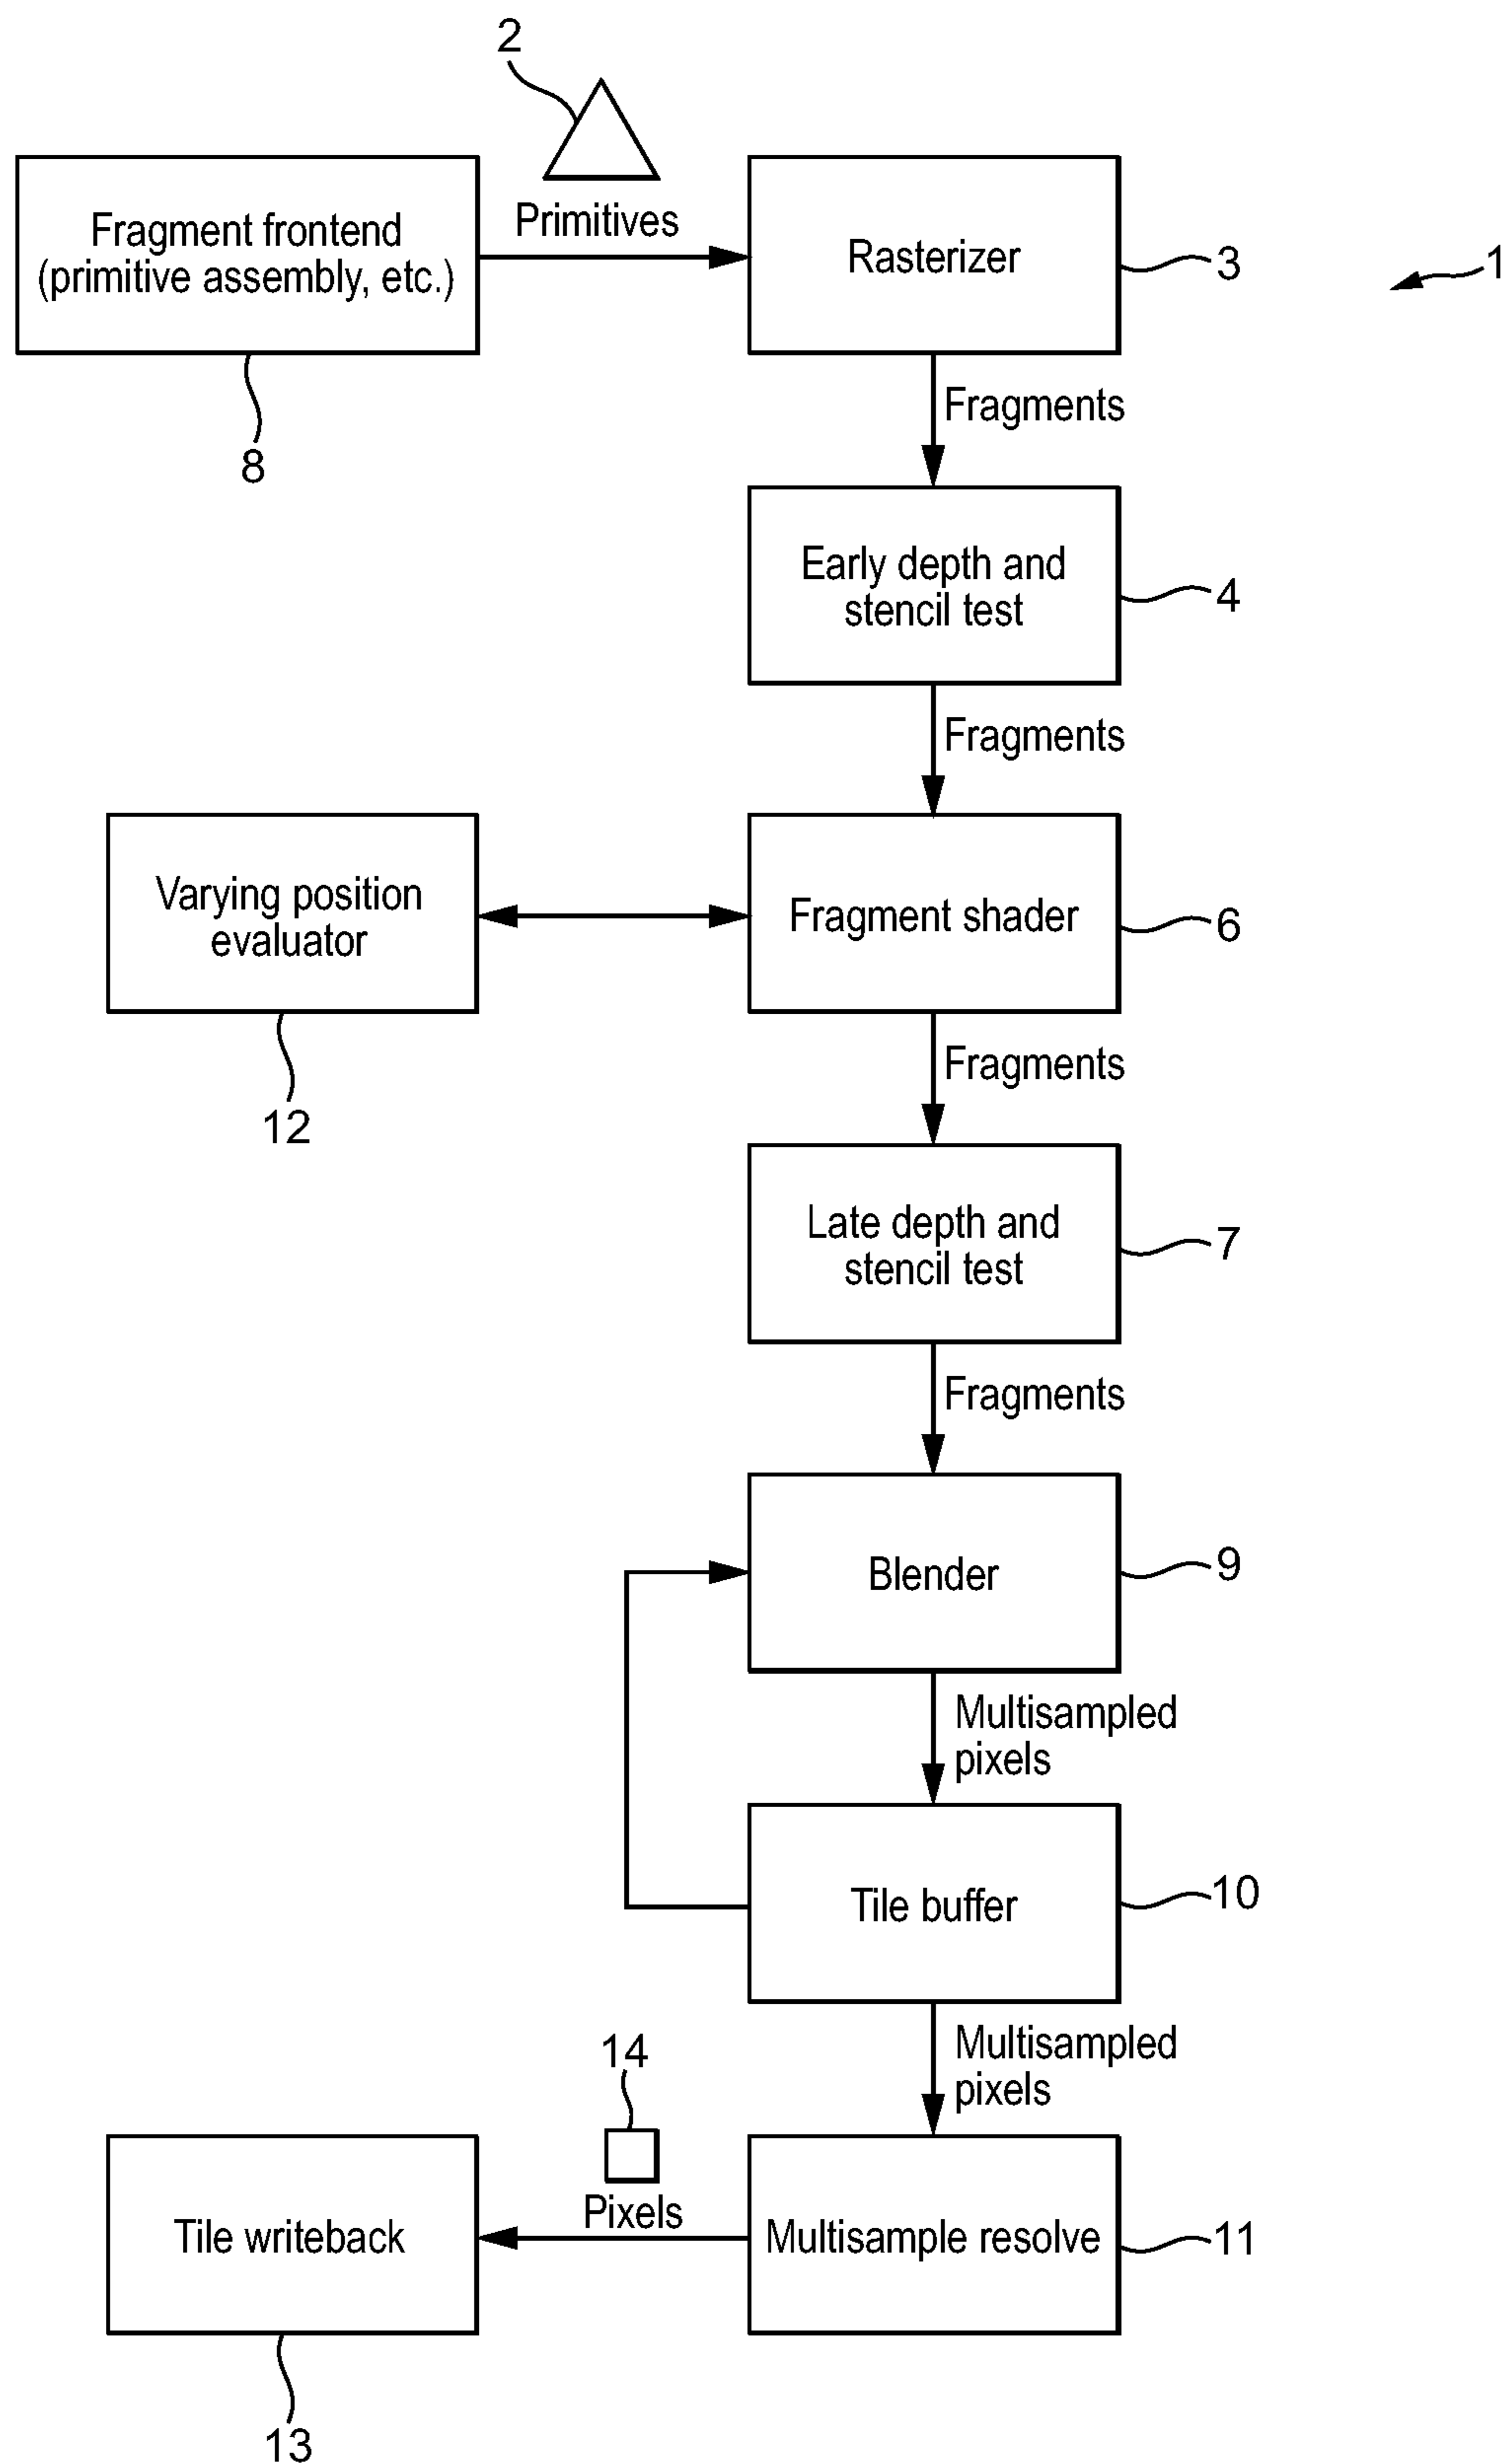 2
Fragment frontend
(primitive assembly, etc.)
Primitives
Rasterizer
3
1
8
Fragments
Early depth and
stencil test
4
Fragments
Varying position
evaluator
Fragment shader
6
12
Fragments
Late depth and
stencil test
7
Fragments
Blender
9
Multisampled
pixels
Tile buffer
10
Multisampled
pixels
14
Pixels
Tile writeback
Multisample resolve
11
13